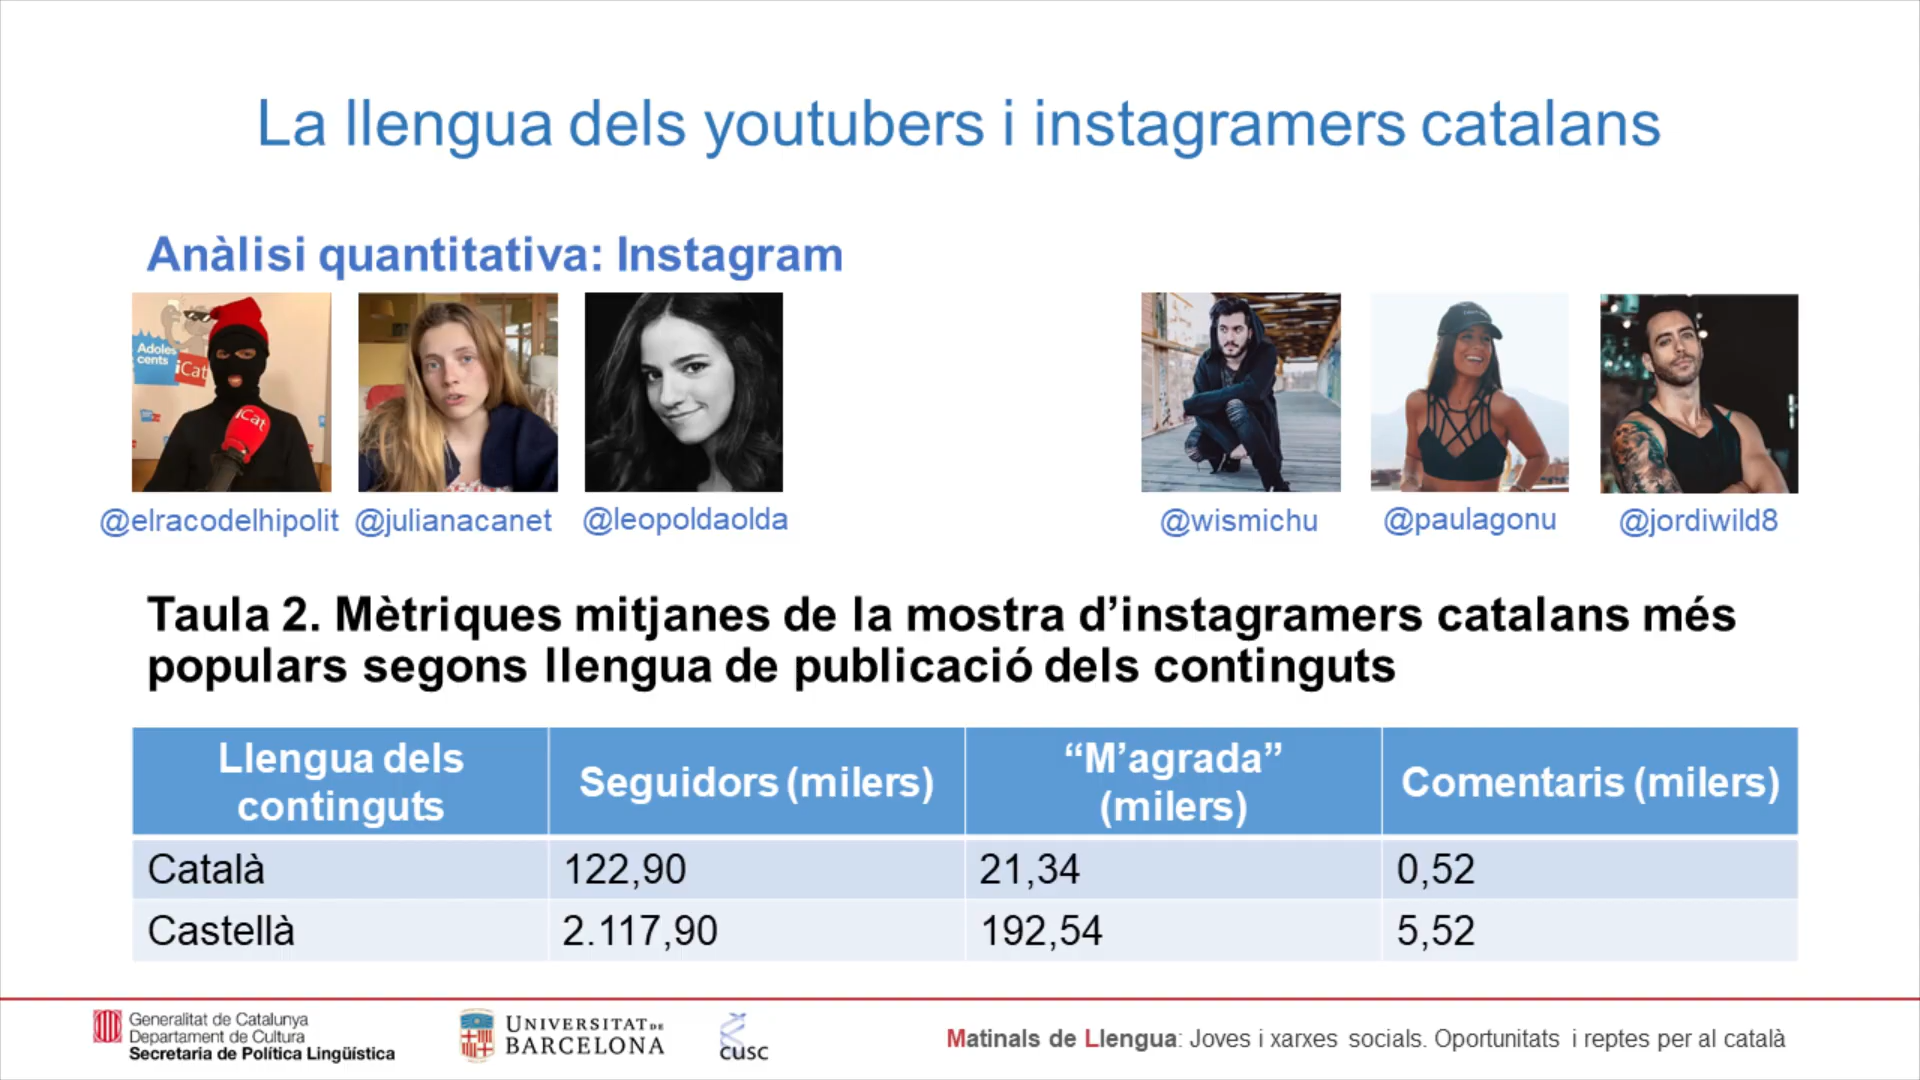 La llengua dels youtubers i instagramers catalans
Anàlisi quantitativa: Instagram
Adoles
cents
iCat
iCat
@elracodelhipolit
@julianacanet
@leopoldaolda
@wismichu
@paulagonu
@jordiwild8
Taula 2. Mètriques mitjanes de la mostra d’instagramers catalans més
populars segons llengua de publicació dels continguts
Llengua dels
continguts
Seguidors (milers)
“M’agrada”
(milers)
Comentaris (milers)
Català
122,90
21,34
0,52
Castellà
2.117,90
192,54
5,52
Generalitat de Catalunya
Departament de Cultura
Secretaria de Política Lingüística
UNIVERSITAT DE
BARCELONA
CUSC
Matinals de Llengua: Joves i xarxes socials. Oportunitats i reptes per al català